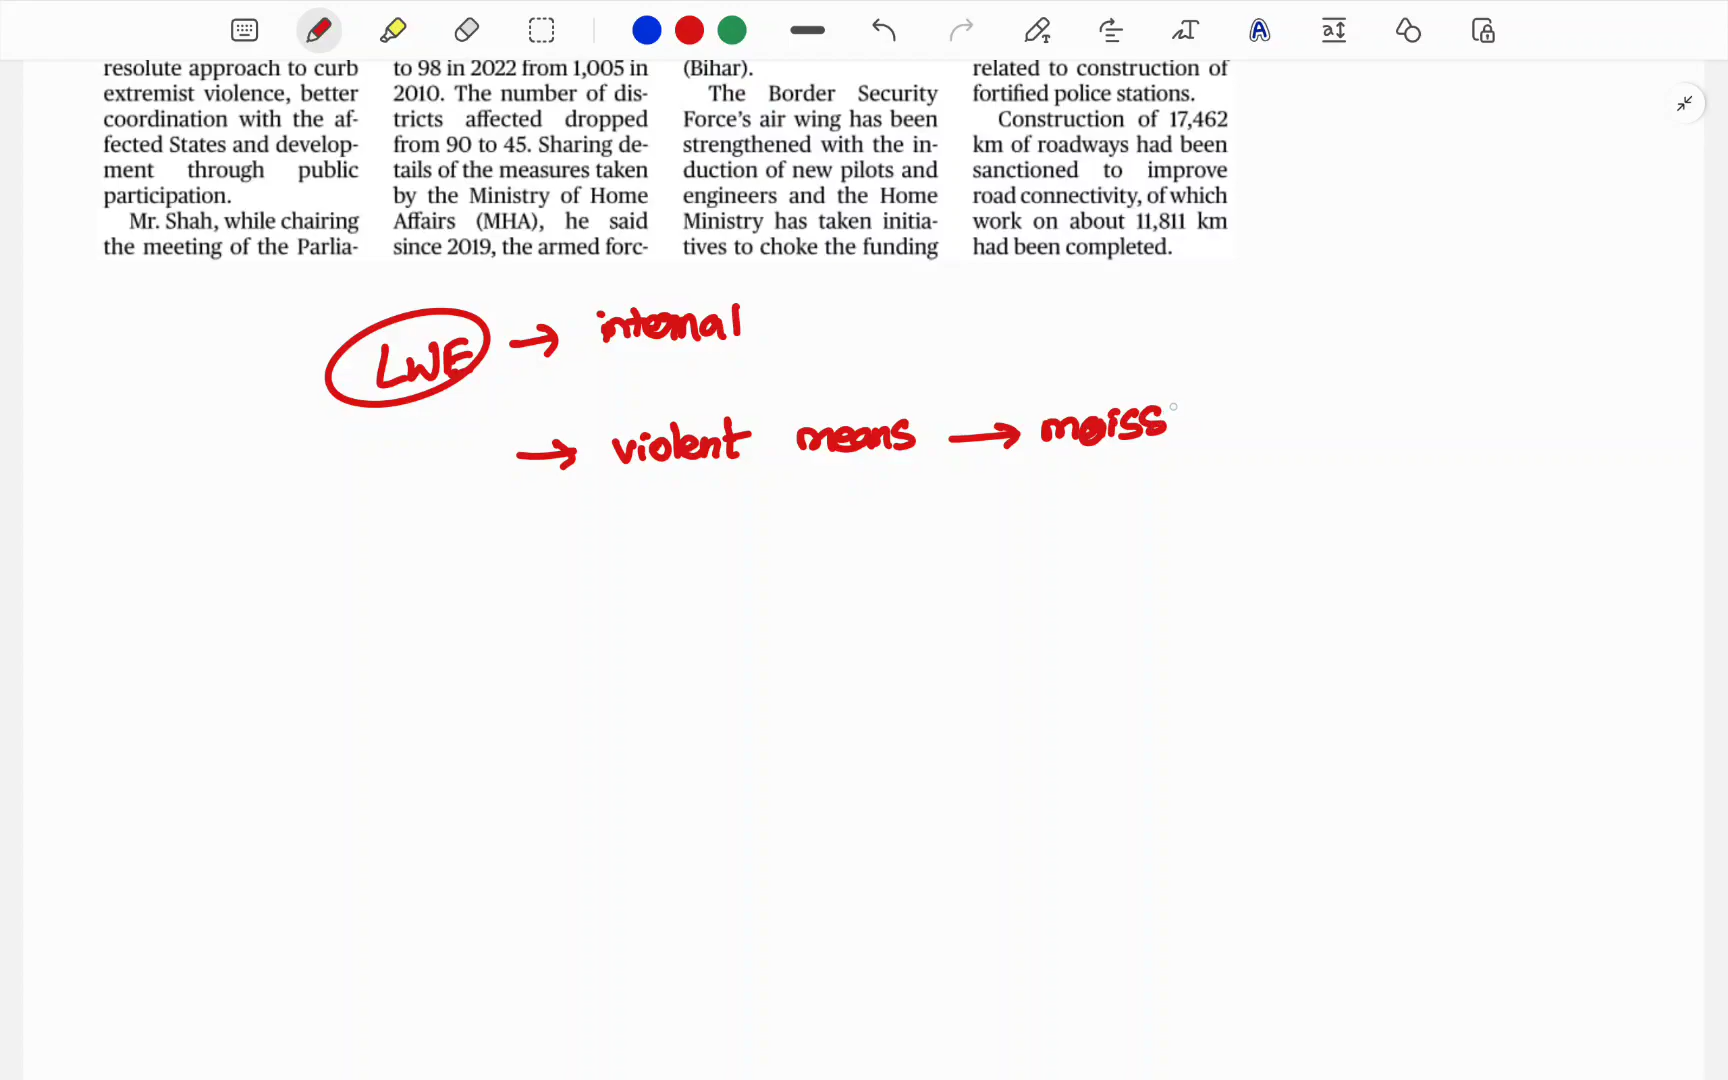 resolute approach to curb
extremist violence, better
coordination with the af-
fected States and develop-
ment through public
participation.
Mr. Shah, while chairing
the meeting of the Parlia-
to 98 in 2022 from 1,005 in
2010. The number of dis-
tricts affected dropped
from 90 to 45. Sharing de-
tails of the measures taken
by the Ministry of Home
Affairs (MHA), he said
since 2019, the armed forc-
(Bihar).
The Border Security
Force's air wing has been
strengthened with the in-
duction of new pilots and
engineers and the Home
Ministry has taken initia-
tives to choke the funding
related to construction of
fortified police stations.
Construction of 17,462
km of roadways had been
sanctioned to improve
road connectivity, of which
work on about 11,811 km
had been completed.
LWE → internal
→ violent means →